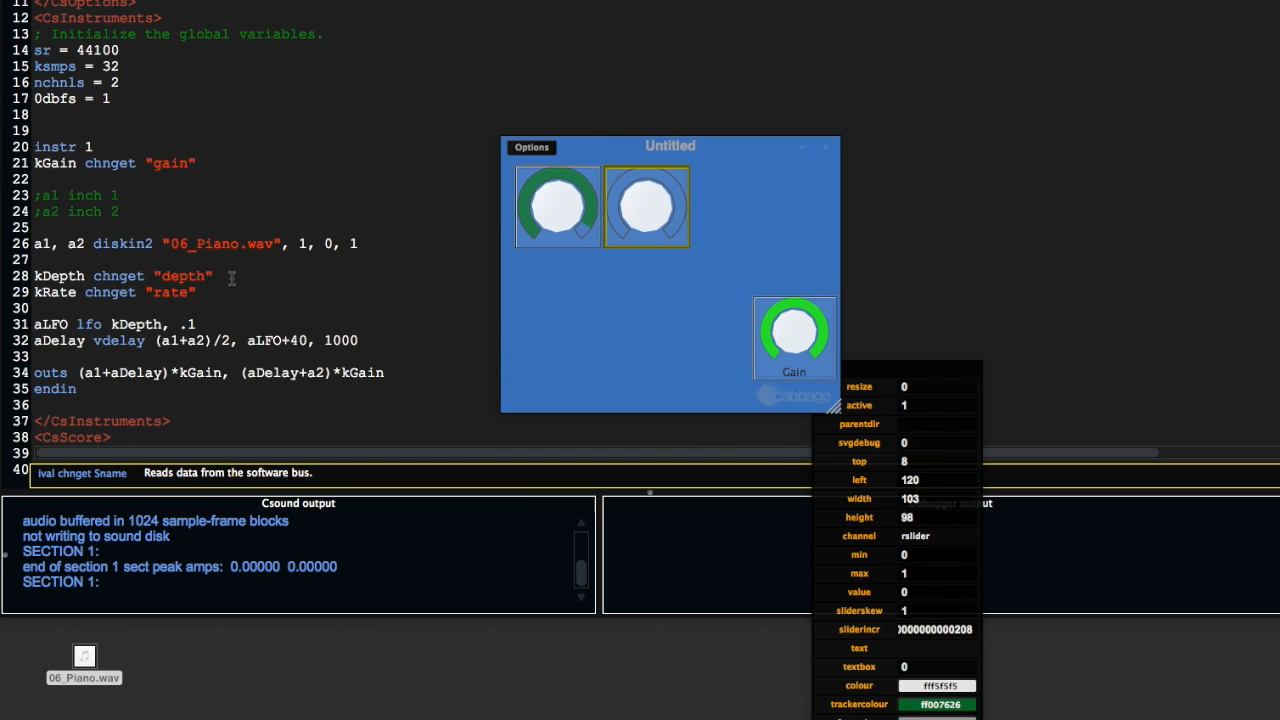 11 </CsOptions>
12 <CsInstruments>
13 ; Initialize the global variables.
14 sr = 44100
15 ksmps = 32
16 nchnls = 2
17 0dbfs = 1
18
19
20 instr 1
21 kGain chnget "gain"
22
23 ;a1 inch 1
24 ;a2 inch 2
25
26 a1, a2 diskin2 "06_Piano.wav", 1, 0, 1
27
28 kDepth chnget "depth"
29 kRate chnget "rate"
30
31 aLFO lfo kDepth, .1
32 aDelay vdelay (a1+a2)/2, aLFO+40, 1000
33
34 outs (a1+aDelay)*kGain, (aDelay+a2)*kGain
35 endin
36
37 </CsInstruments>
38 <CsScore>
39
40
ival chnget Sname Reads data from the software bus.
Options
Untitled
Gain
cabbage
resize 0
active 1
parentdir
svgdebug 0
top 8
left 120
width 103
height 98
channel rslider
min 0
max 1
value 0
sliderskew 1
sliderincr 0000000000208
text
textbox 0
colour fff5f5f5
trackercolour ff007626
Csound output
audio buffered in 1024 sample-frame blocks
not writing to sound disk
SECTION 1:
end of section 1 sect peak amps: 0.00000 0.00000
SECTION 1:
Debugger output
06_Piano.wav